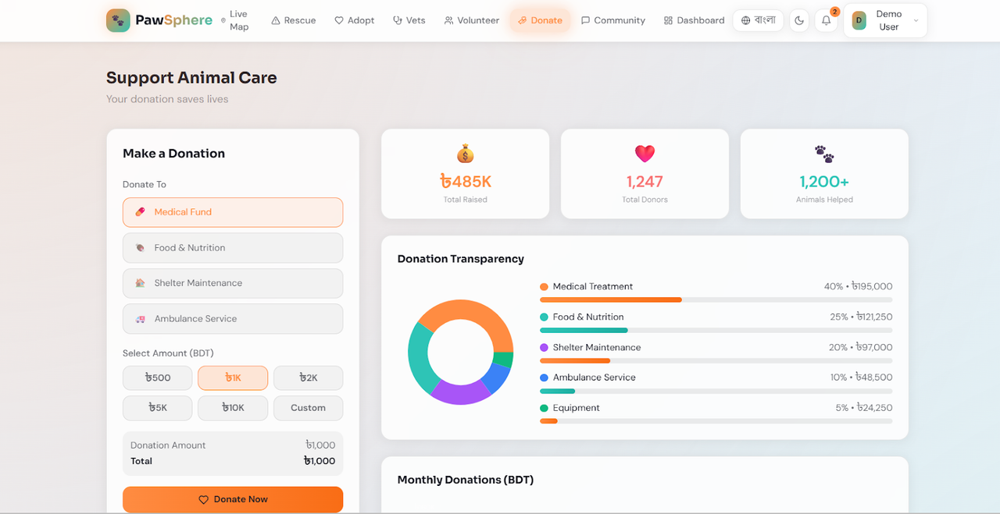 PawSphere
Live Map
Rescue
Adopt
Vets
Volunteer
Donate
Community
Dashboard
বাংলা
2
D
Demo User
Support Animal Care
Your donation saves lives
Make a Donation
Donate To
Medical Fund
Food & Nutrition
Shelter Maintenance
Ambulance Service
Select Amount (BDT)
৳500
৳1K
৳2K
৳5K
৳10K
Custom
Donation Amount ৳1,000
Total ৳1,000
Donate Now
৳485K
Total Raised
1,247
Total Donors
1,200+
Animals Helped
Donation Transparency
Medical Treatment 40% • ৳195,000
Food & Nutrition 25% • ৳121,250
Shelter Maintenance 20% • ৳97,000
Ambulance Service 10% • ৳48,500
Equipment 5% • ৳24,250
Monthly Donations (BDT)